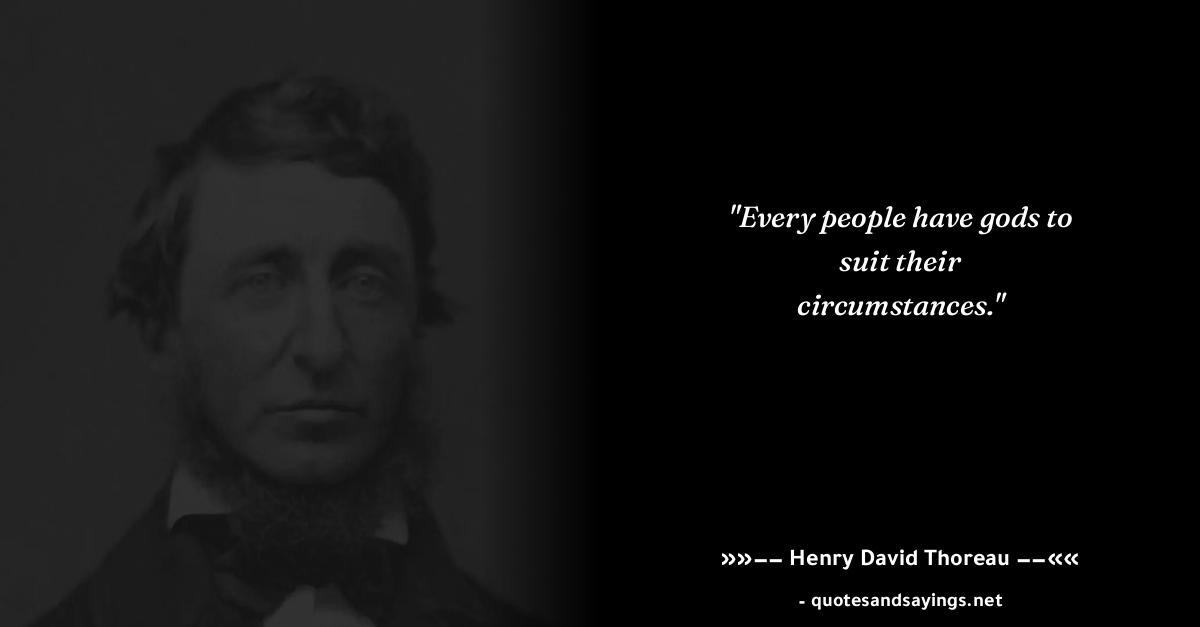 "Every people have gods to
suit their
circumstances."
»»−− Henry David Thoreau −−««
- quotesandsayings.net